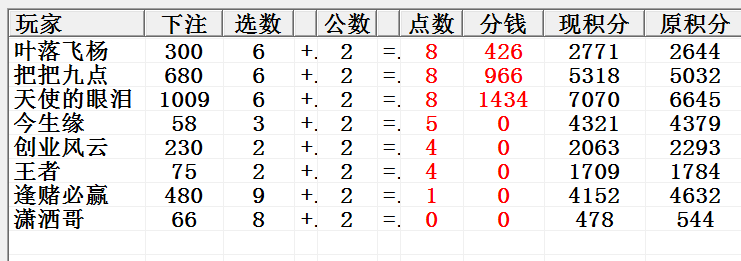 玩家 下注 选数 公数 点数 分钱 现积分 原积分
叶落飞杨 300 6 +. 2 =. 8 426 2771 2644
把把九点 680 6 +. 2 =. 8 966 5318 5032
天使的眼泪 1009 6 +. 2 =. 8 1434 7070 6645
今生缘 58 3 +. 2 =. 5 0 4321 4379
创业风云 230 2 +. 2 =. 4 0 2063 2293
王者 75 2 +. 2 =. 4 0 1709 1784
逢赌必赢 480 9 +. 2 =. 1 0 4152 4632
潇洒哥 66 8 +. 2 =. 0 0 478 544